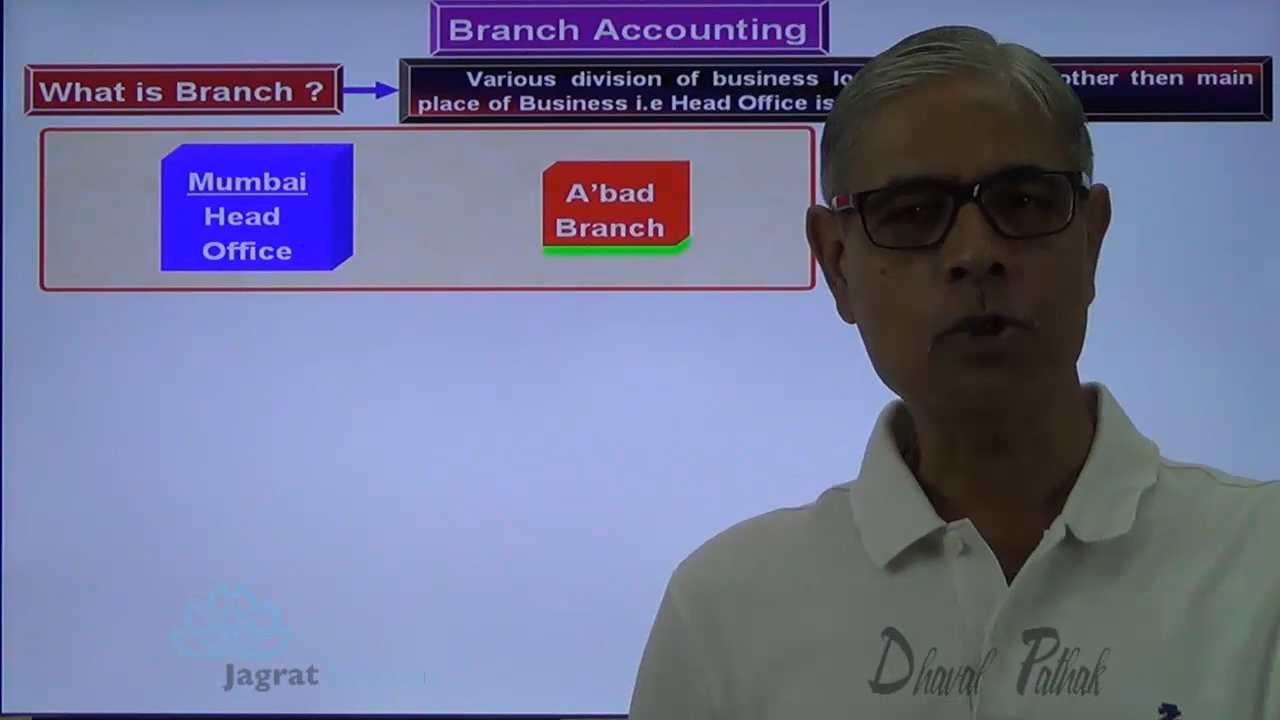 Branch Accounting
What is Branch ?
Various division of business other then main
place of Business i.e Head Office is
Mumbai
Head
Office
A’bad
Branch
Jagrat
Dhaval Pathak